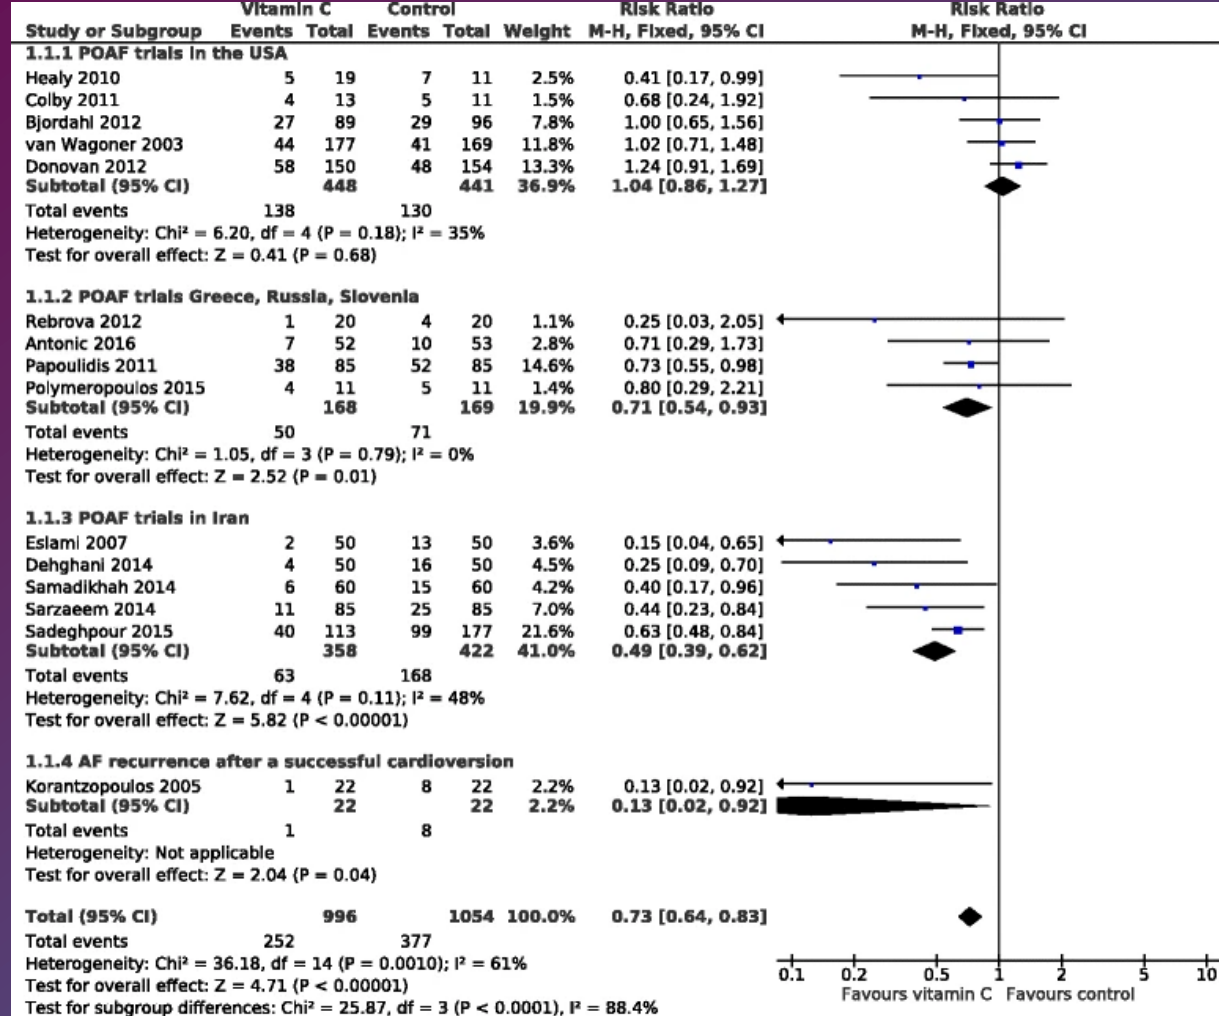 Vitamin C Control Risk Ratio Risk Ratio
Study or Subgroup Events Total Events Total Weight M-H, Fixed, 95% CI M-H, Fixed, 95% CI
1.1.1 POAF trials in the USA
Healy 2010 5 19 7 11 2.5% 0.41 [0.17, 0.99]
Colby 2011 4 13 5 11 1.5% 0.68 [0.24, 1.92]
Bjordahl 2012 27 89 29 96 7.8% 1.00 [0.65, 1.56]
van Wagoner 2003 44 177 41 169 11.8% 1.02 [0.71, 1.48]
Donovan 2012 58 150 48 154 13.3% 1.24 [0.91, 1.69]
Subtotal (95% CI) 448 441 36.9% 1.04 [0.86, 1.27]
Total events 138 130
Heterogeneity: Chi² = 6.20, df = 4 (P = 0.18); I² = 35%
Test for overall effect: Z = 0.41 (P = 0.68)
1.1.2 POAF trials Greece, Russia, Slovenia
Rebrova 2012 1 20 4 20 1.1% 0.25 [0.03, 2.05]
Antonic 2016 7 52 10 53 2.8% 0.71 [0.29, 1.73]
Papoulidis 2011 38 85 52 85 14.6% 0.73 [0.55, 0.98]
Polymeropoulos 2015 4 11 5 11 1.4% 0.80 [0.29, 2.21]
Subtotal (95% CI) 168 169 19.9% 0.71 [0.54, 0.93]
Total events 50 71
Heterogeneity: Chi² = 1.05, df = 3 (P = 0.79); I² = 0%
Test for overall effect: Z = 2.52 (P = 0.01)
1.1.3 POAF trials in Iran
Eslami 2007 2 50 13 50 3.6% 0.15 [0.04, 0.65]
Dehghani 2014 4 50 16 50 4.5% 0.25 [0.09, 0.70]
Samadikhah 2014 6 60 15 60 4.2% 0.40 [0.17, 0.96]
Sarzaeem 2014 11 85 25 85 7.0% 0.44 [0.23, 0.84]
Sadeghpour 2015 40 113 99 177 21.6% 0.63 [0.48, 0.84]
Subtotal (95% CI) 358 422 41.0% 0.49 [0.39, 0.62]
Total events 63 168
Heterogeneity: Chi² = 7.62, df = 4 (P = 0.11); I² = 48%
Test for overall effect: Z = 5.82 (P < 0.00001)
1.1.4 AF recurrence after a successful cardioversion
Korantzopoulos 2005 1 22 8 22 2.2% 0.13 [0.02, 0.92]
Subtotal (95% CI) 22 22 2.2% 0.13 [0.02, 0.92]
Total events 1 8
Heterogeneity: Not applicable
Test for overall effect: Z = 2.04 (P = 0.04)
Total (95% CI) 996 1054 100.0% 0.73 [0.64, 0.83]
Total events 252 377
Heterogeneity: Chi² = 36.18, df = 14 (P = 0.0010); I² = 61%
Test for overall effect: Z = 4.71 (P < 0.00001)
Test for subgroup differences: Chi² = 25.87, df = 3 (P < 0.0001), I² = 88.4%
0.1 0.2 0.5 1 2 5 10
Favours vitamin C Favours control